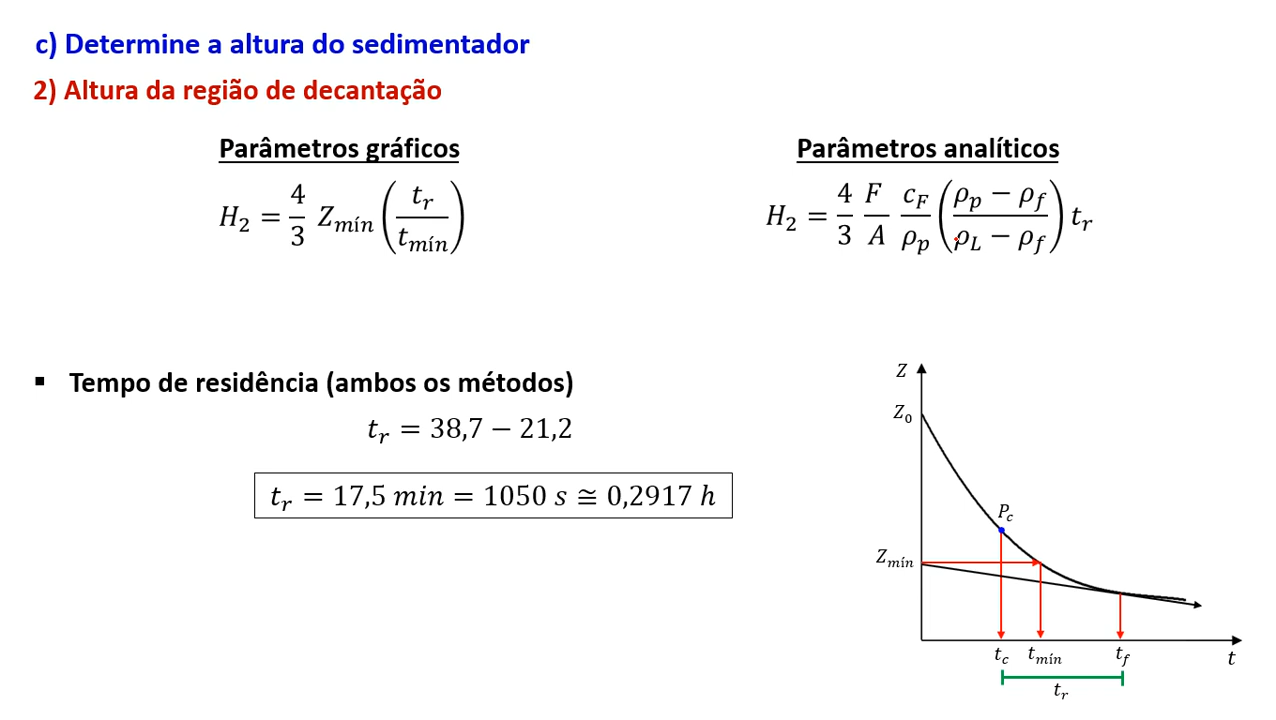 c) Determine a altura do sedimentador
2) Altura da região de decantação
Parâmetros gráficos
H₂ = 4/3 Z_mín (t_r / t_mín)
Parâmetros analíticos
H₂ = 4/3 F/A c_F/ρ_p ((ρ_p − ρ_f) / (ρ_L − ρ_f)) t_r
▪ Tempo de residência (ambos os métodos)
t_r = 38,7 − 21,2
t_r = 17,5 min = 1050 s ≅ 0,2917 h
Z
Z₀
P_c
Z_mín
t_c t_mín t_f t
t_r